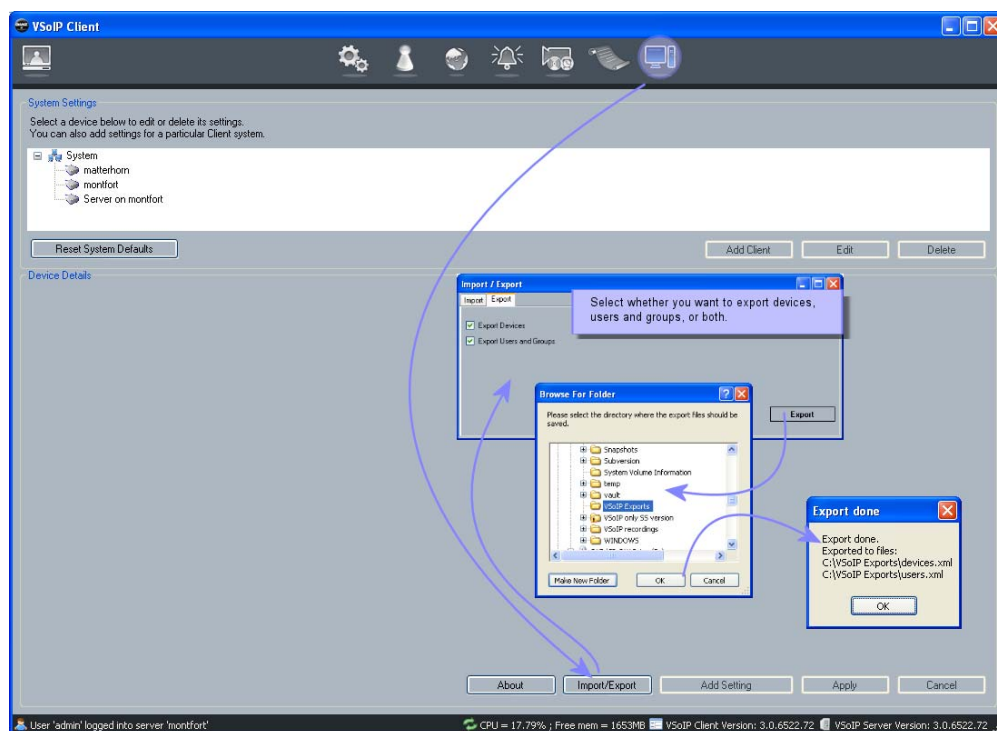 VSoIP Client
System Settings
Select a device below to edit or delete its settings.
You can also add settings for a particular Client system.
System
matterhorn
montfort
Server on montfort
Reset System Defaults
Add Client
Edit
Delete
Device Details
Import / Export
Import
Export
Select whether you want to export devices,
users and groups, or both.
Export Devices
Export Users and Groups
Export
Browse For Folder
Please select the directory where the export files should be
saved.
Snapshots
Subversion
System Volume Information
temp
vault
VSoIP Exports
VSoIP only SS version
VSoIP recordings
WINDOWS
Make New Folder
OK
Cancel
Export done
Export done.
Exported to files:
C:\VSoIP Exports\devices.xml
C:\VSoIP Exports\users.xml
OK
About
Import/Export
Add Setting
Apply
Cancel
User 'admin' logged into server 'montfort'
CPU = 17.79% ; Free mem = 1653MB
VSoIP Client Version: 3.0.6522.72
VSoIP Server Version: 3.0.6522.72